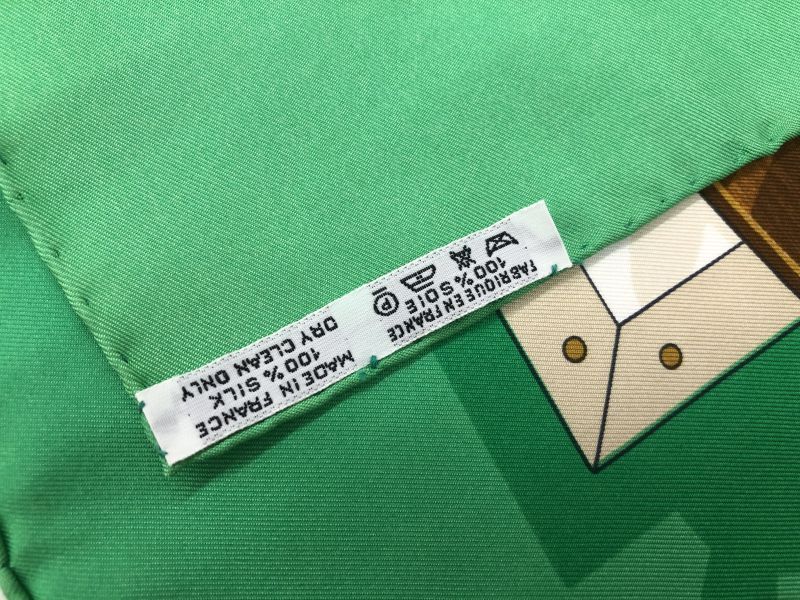 MADE IN FRANCE
100% SILK
DRY CLEAN ONLY
FABRIQUE EN FRANCE
100% SOIE
P